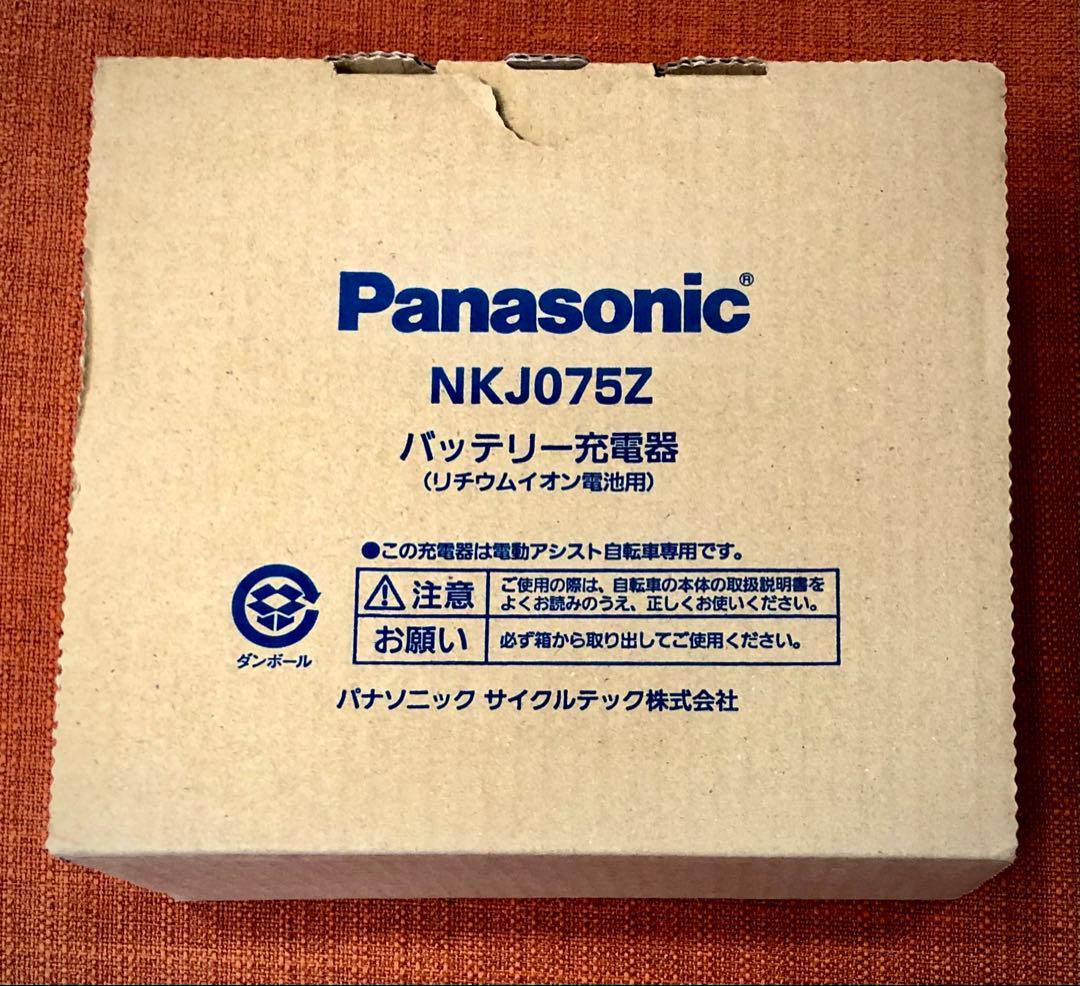 Panasonic®
NKJ075Z
バッテリー充電器
(リチウムイオン電池用)
●この充電器は電動アシスト自転車専用です。
注意
ご使用の際は、自転車の本体の取扱説明書を
よくお読みのうえ、正しくお使いください。
お願い
必ず箱から取り出してご使用ください。
ダンボール
パナソニック サイクルテック株式会社